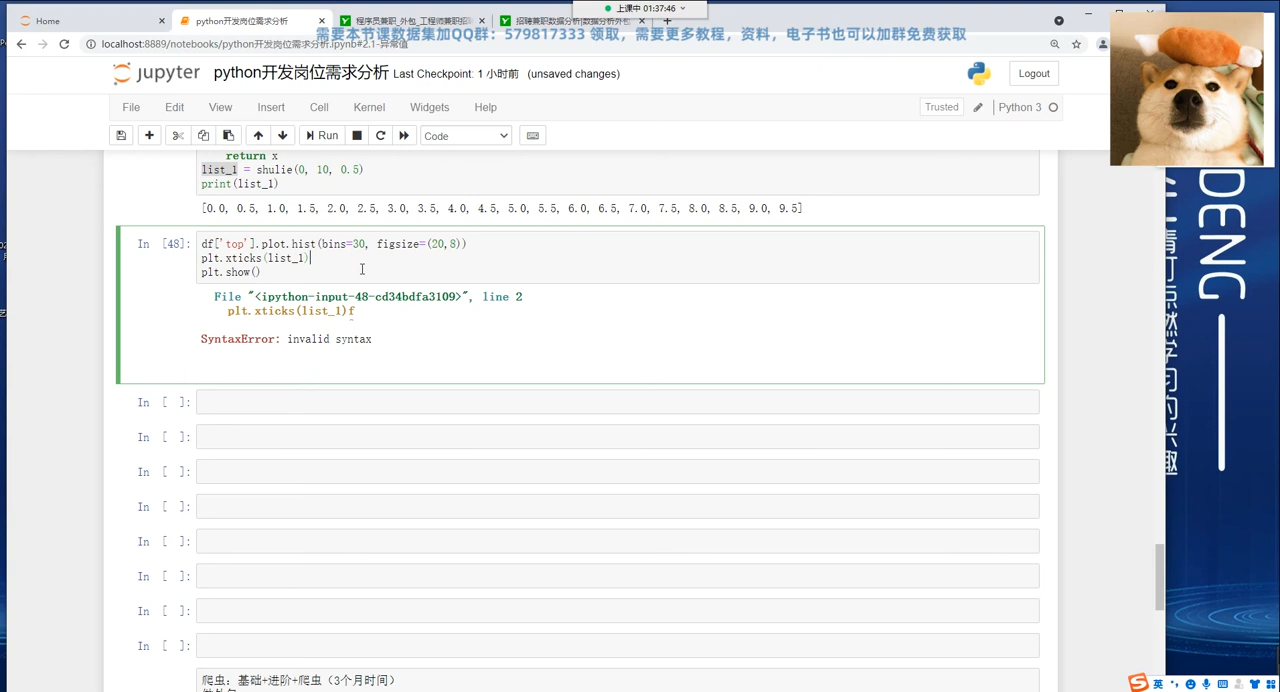 上课中 01:37:46
Home
python开发岗位需求分析
程序员兼职_外包_工程师兼职招
招聘兼职数据分析|数据分析外包
需要本节课数据集加QQ群：579817333 领取，需要更多教程，资料，电子书也可以加群免费获取
localhost:8889/notebooks/python开发岗位需求分析.ipynb#2.1-异常值
jupyter python开发岗位需求分析 Last Checkpoint: 1 小时前 (unsaved changes)
Logout
File Edit View Insert Cell Kernel Widgets Help
Trusted
Python 3
Run
Code
return x
list_1 = shulie(0, 10, 0.5)
print(list_1)
[0.0, 0.5, 1.0, 1.5, 2.0, 2.5, 3.0, 3.5, 4.0, 4.5, 5.0, 5.5, 6.0, 6.5, 7.0, 7.5, 8.0, 8.5, 9.0, 9.5]
In [48]: df['top'].plot.hist(bins=30, figsize=(20,8))
plt.xticks(list_1)
plt.show()
File "<ipython-input-48-cd34bdfa3109>", line 2
plt.xticks(list_1)f
^
SyntaxError: invalid syntax
In [ ]:
In [ ]:
In [ ]:
In [ ]:
In [ ]:
In [ ]:
In [ ]:
In [ ]:
爬虫：基础+进阶+爬虫（3个月时间）
DENG
点燃学习的兴趣
英